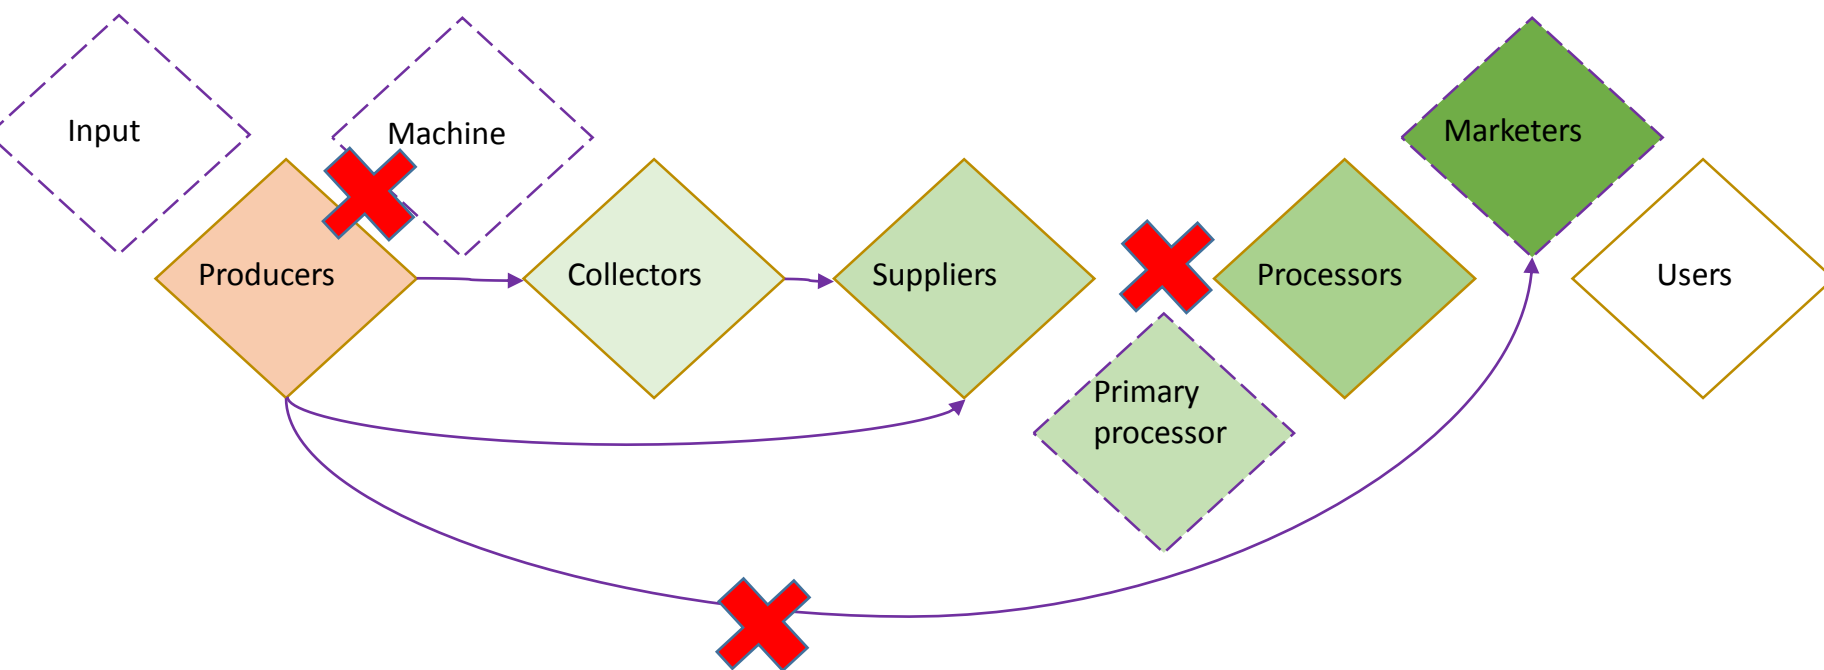 Input
Machine
Marketers
Producers
Collectors
Suppliers
Processors
Users
Primary
processor